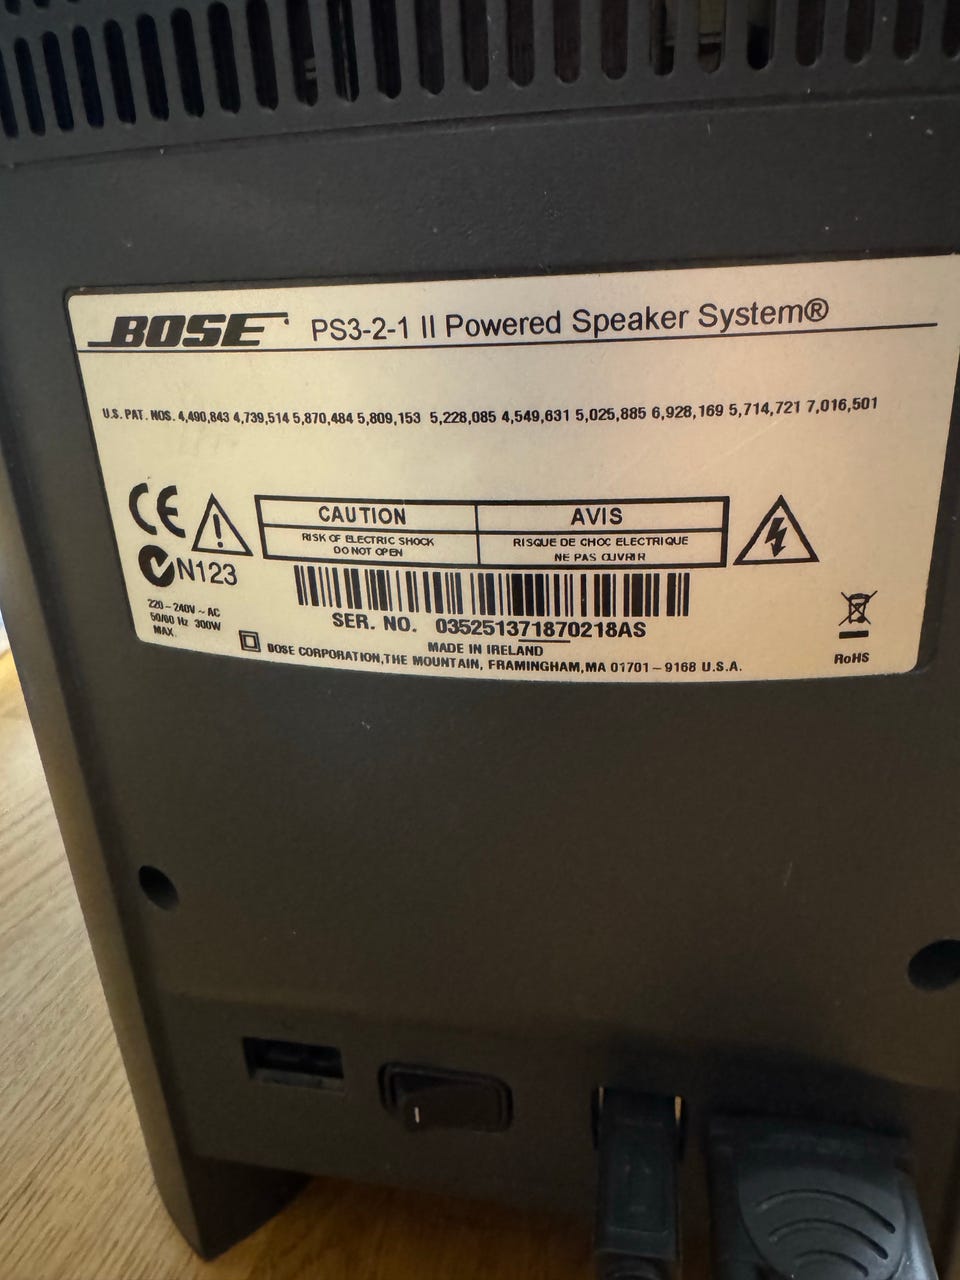 BOSE PS3-2-1 II Powered Speaker System®
U.S. PAT. NOS. 4,490,843 4,739,514 5,870,484 5,809,153 5,228,085 4,549,631 5,025,885 6,928,169 5,714,721 7,016,501
CE
N123
CAUTION
RISK OF ELECTRIC SHOCK
DO NOT OPEN
AVIS
RISQUE DE CHOC ELECTRIQUE
NE PAS OUVRIR
220-240V ~ AC
50/60 Hz 300W
MAX.
SER. NO. 035251371870218AS
MADE IN IRELAND
BOSE CORPORATION,THE MOUNTAIN, FRAMINGHAM,MA 01701-9168 U.S.A.
RoHS